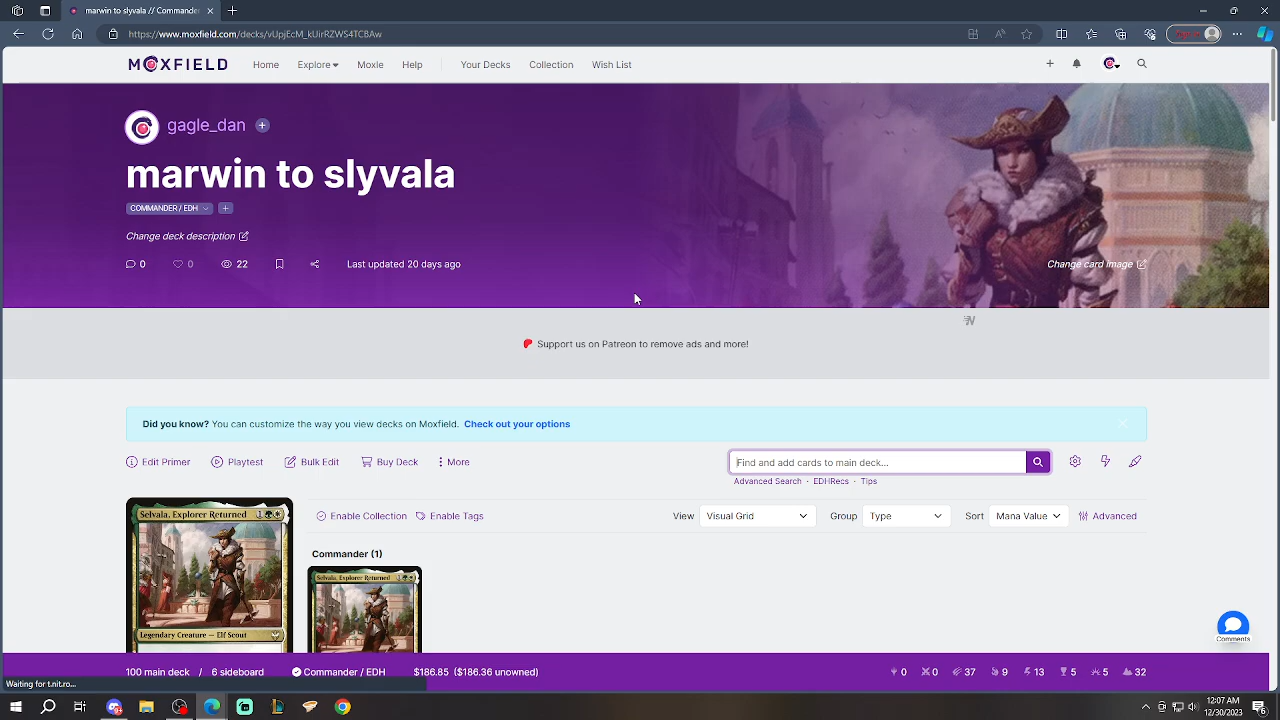 marwin to slyvala // Commander
https://www.moxfield.com/decks/vUpjEcM_kUirRZWS4TCBAw
MOXFIELD
Home
Explore
Moxie
Help
Your Decks
Collection
Wish List
gagle_dan
marwin to slyvala
COMMANDER / EDH
Change deck description
0
0
22
Last updated 20 days ago
Change card image
Support us on Patreon to remove ads and more!
Did you know? You can customize the way you view decks on Moxfield. Check out your options
Edit Primer
Playtest
Bulk Edit
Buy Deck
More
Find and add cards to main deck...
Advanced Search · EDHRecs · Tips
Enable Collection
Enable Tags
View
Visual Grid
Group
Type
Sort
Mana Value
Advanced
Selvala, Explorer Returned
Legendary Creature — Elf Scout
Commander (1)
Selvala, Explorer Returned
Comments
100 main deck / 6 sideboard
Commander / EDH
$186.85 ($186.36 unowned)
0
0
37
9
13
5
5
32
Waiting for t.nit.ro...
12:07 AM
12/30/2023